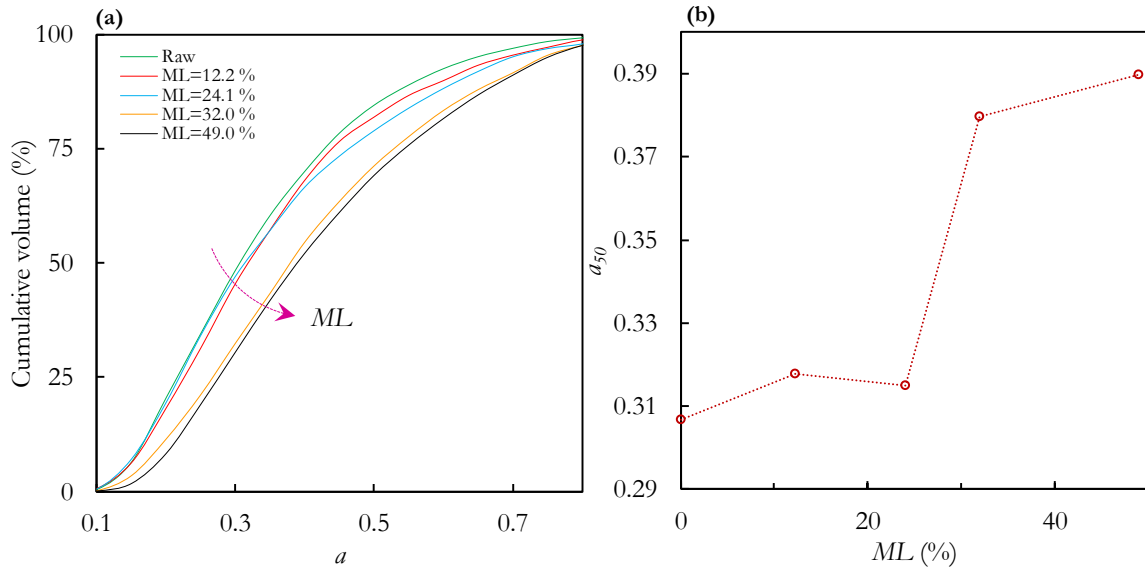 (a)
100
75
50
25
0
Cumulative volume (%)
Raw
ML=12.2 %
ML=24.1 %
ML=32.0 %
ML=49.0 %
ML
0.1 0.3 0.5 0.7
a
(b)
0.39
0.37
0.35
0.33
0.31
0.29
a50
0 20 40
ML (%)